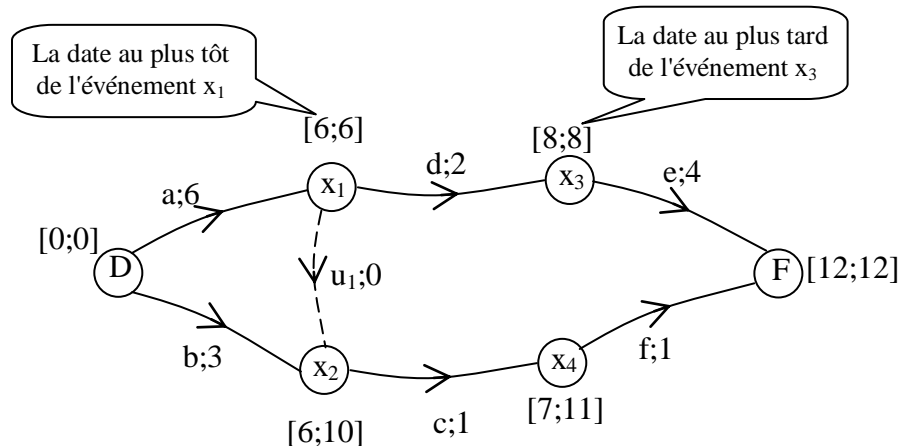 La date au plus tôt
de l'événement x₁
La date au plus tard
de l'événement x₃
[6;6]
[8;8]
d;2
x₁
x₃
a;6
e;4
[0;0]
D
u₁;0
F
[12;12]
b;3
x₂
x₄
f;1
[6;10]
c;1
[7;11]